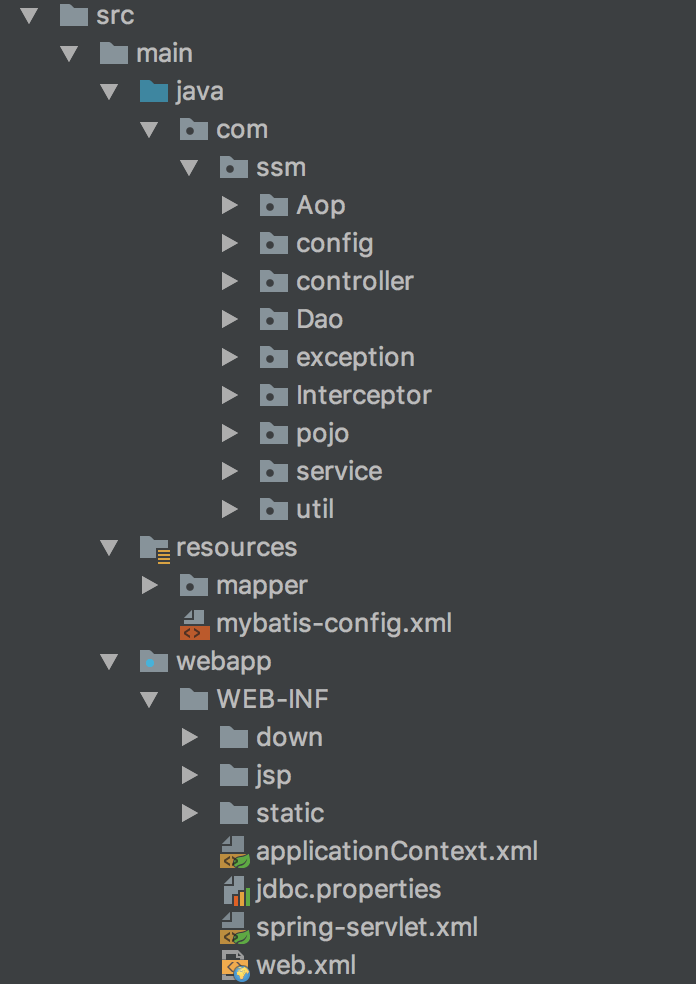 src
main
java
com
ssm
Aop
config
controller
Dao
exception
Interceptor
pojo
service
util
resources
mapper
mybatis-config.xml
webapp
WEB-INF
down
jsp
static
applicationContext.xml
jdbc.properties
spring-servlet.xml
web.xml